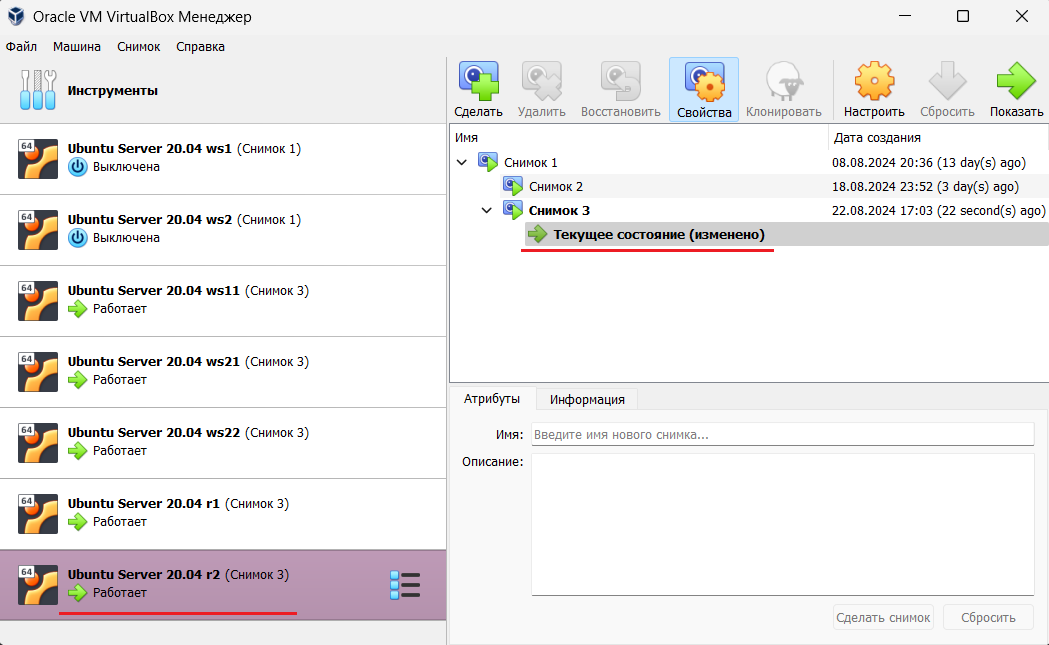 Oracle VM VirtualBox Менеджер
Файл Машина Снимок Справка
Инструменты
Сделать Удалить Восстановить Свойства Клонировать Настроить Сбросить Показать
64
Ubuntu Server 20.04 ws1 (Снимок 1)
Выключена
64
Ubuntu Server 20.04 ws2 (Снимок 1)
Выключена
64
Ubuntu Server 20.04 ws11 (Снимок 3)
Работает
64
Ubuntu Server 20.04 ws21 (Снимок 3)
Работает
64
Ubuntu Server 20.04 ws22 (Снимок 3)
Работает
64
Ubuntu Server 20.04 r1 (Снимок 3)
Работает
64
Ubuntu Server 20.04 r2 (Снимок 3)
Работает
Имя Дата создания
Снимок 1 08.08.2024 20:36 (13 day(s) ago)
Снимок 2 18.08.2024 23:52 (3 day(s) ago)
Снимок 3 22.08.2024 17:03 (22 second(s) ago)
Текущее состояние (изменено)
Атрибуты Информация
Имя: Введите имя нового снимка...
Описание:
Сделать снимок Сбросить